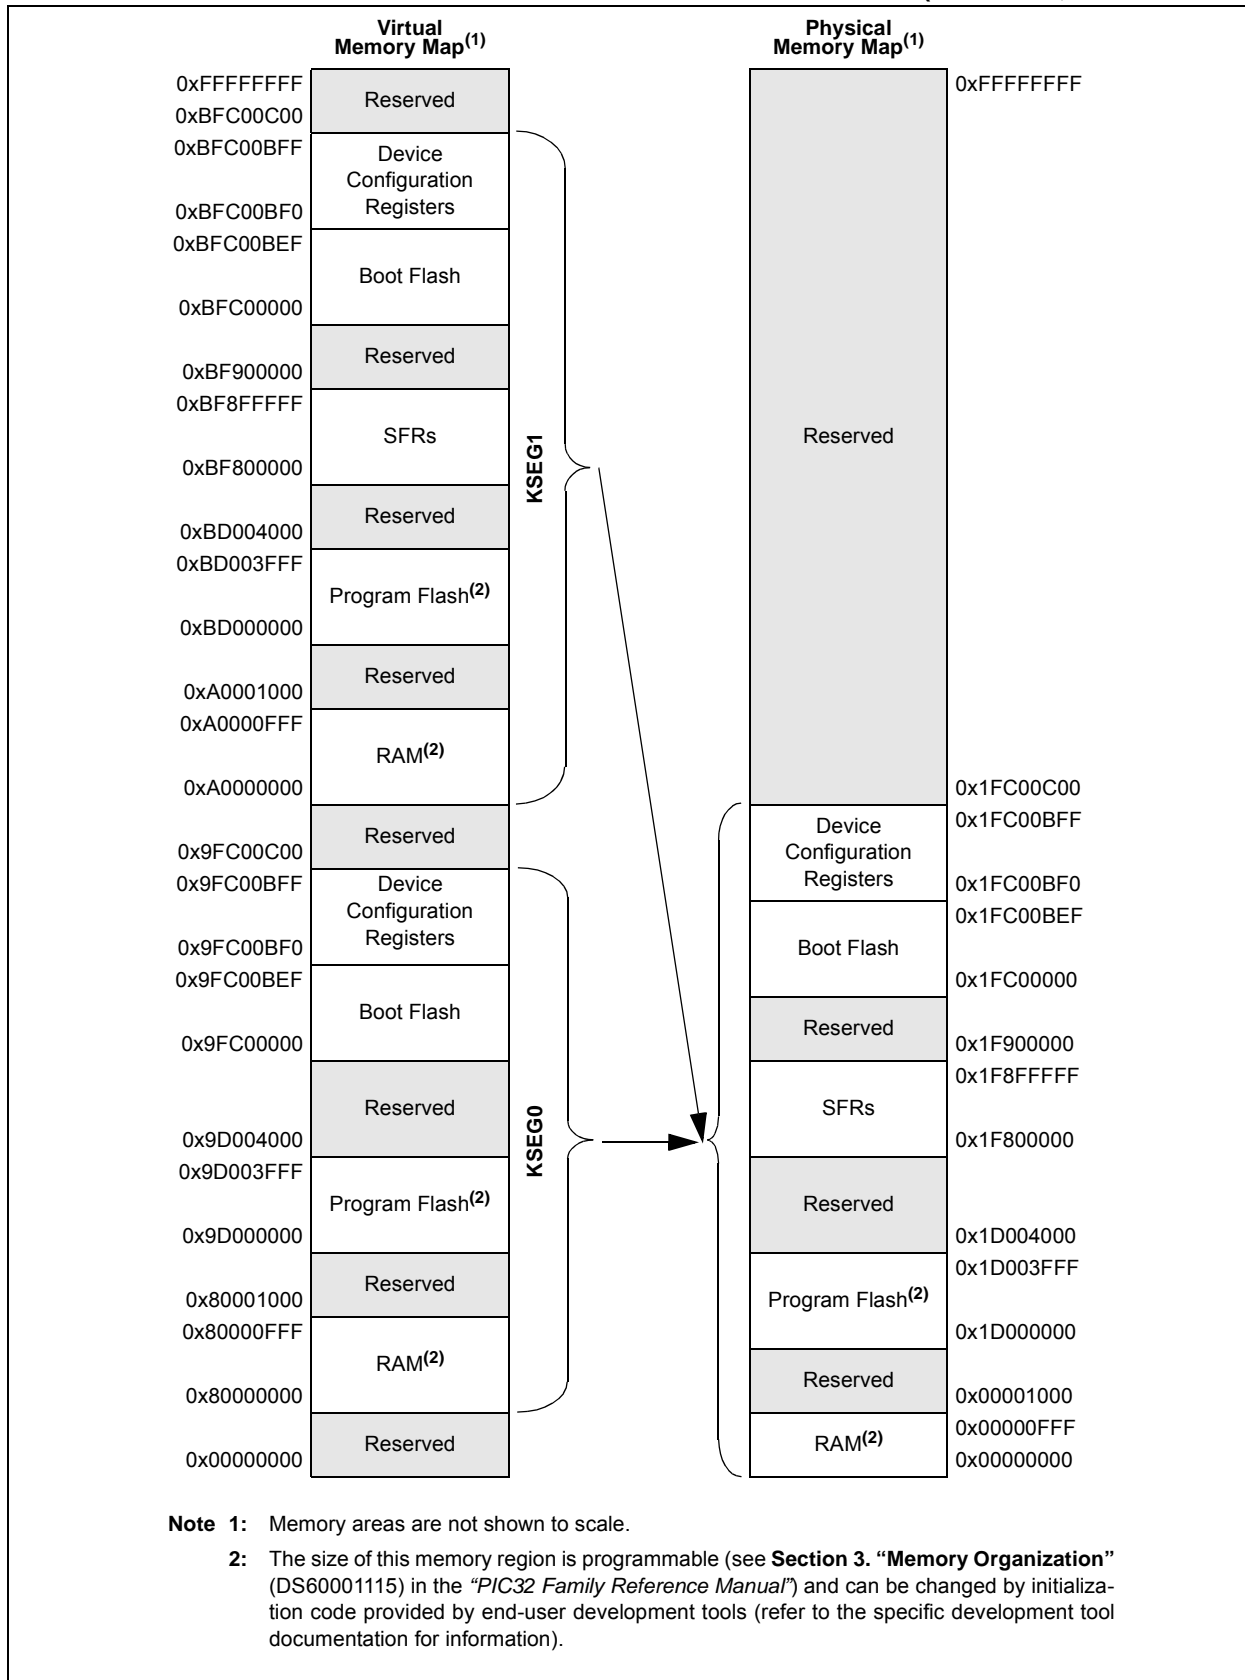 Virtual
Memory Map(1)
0xFFFFFFFF
Reserved
0xBFC00C00
0xBFC00BFF
Device
Configuration
Registers
0xBFC00BF0
0xBFC00BEF
Boot Flash
0xBFC00000
Reserved
0xBF900000
0xBF8FFFFF
SFRs
0xBF800000
Reserved
0xBD004000
0xBD003FFF
Program Flash(2)
0xBD000000
Reserved
0xA0001000
0xA0000FFF
RAM(2)
0xA0000000
Reserved
0x9FC00C00
0x9FC00BFF
Device
Configuration
Registers
0x9FC00BF0
0x9FC00BEF
Boot Flash
0x9FC00000
Reserved
0x9D004000
0x9D003FFF
Program Flash(2)
0x9D000000
Reserved
0x80001000
0x80000FFF
RAM(2)
0x80000000
Reserved
0x00000000
KSEG1
KSEG0
Physical
Memory Map(1)
0xFFFFFFFF
Reserved
0x1FC00C00
0x1FC00BFF
Device
Configuration
Registers
0x1FC00BF0
0x1FC00BEF
Boot Flash
0x1FC00000
Reserved
0x1F900000
0x1F8FFFFF
SFRs
0x1F800000
Reserved
0x1D004000
0x1D003FFF
Program Flash(2)
0x1D000000
Reserved
0x00001000
0x00000FFF
RAM(2)
0x00000000
Note 1: Memory areas are not shown to scale.
2: The size of this memory region is programmable (see Section 3. “Memory Organization”
(DS60001115) in the “PIC32 Family Reference Manual”) and can be changed by initializa-
tion code provided by end-user development tools (refer to the specific development tool
documentation for information).